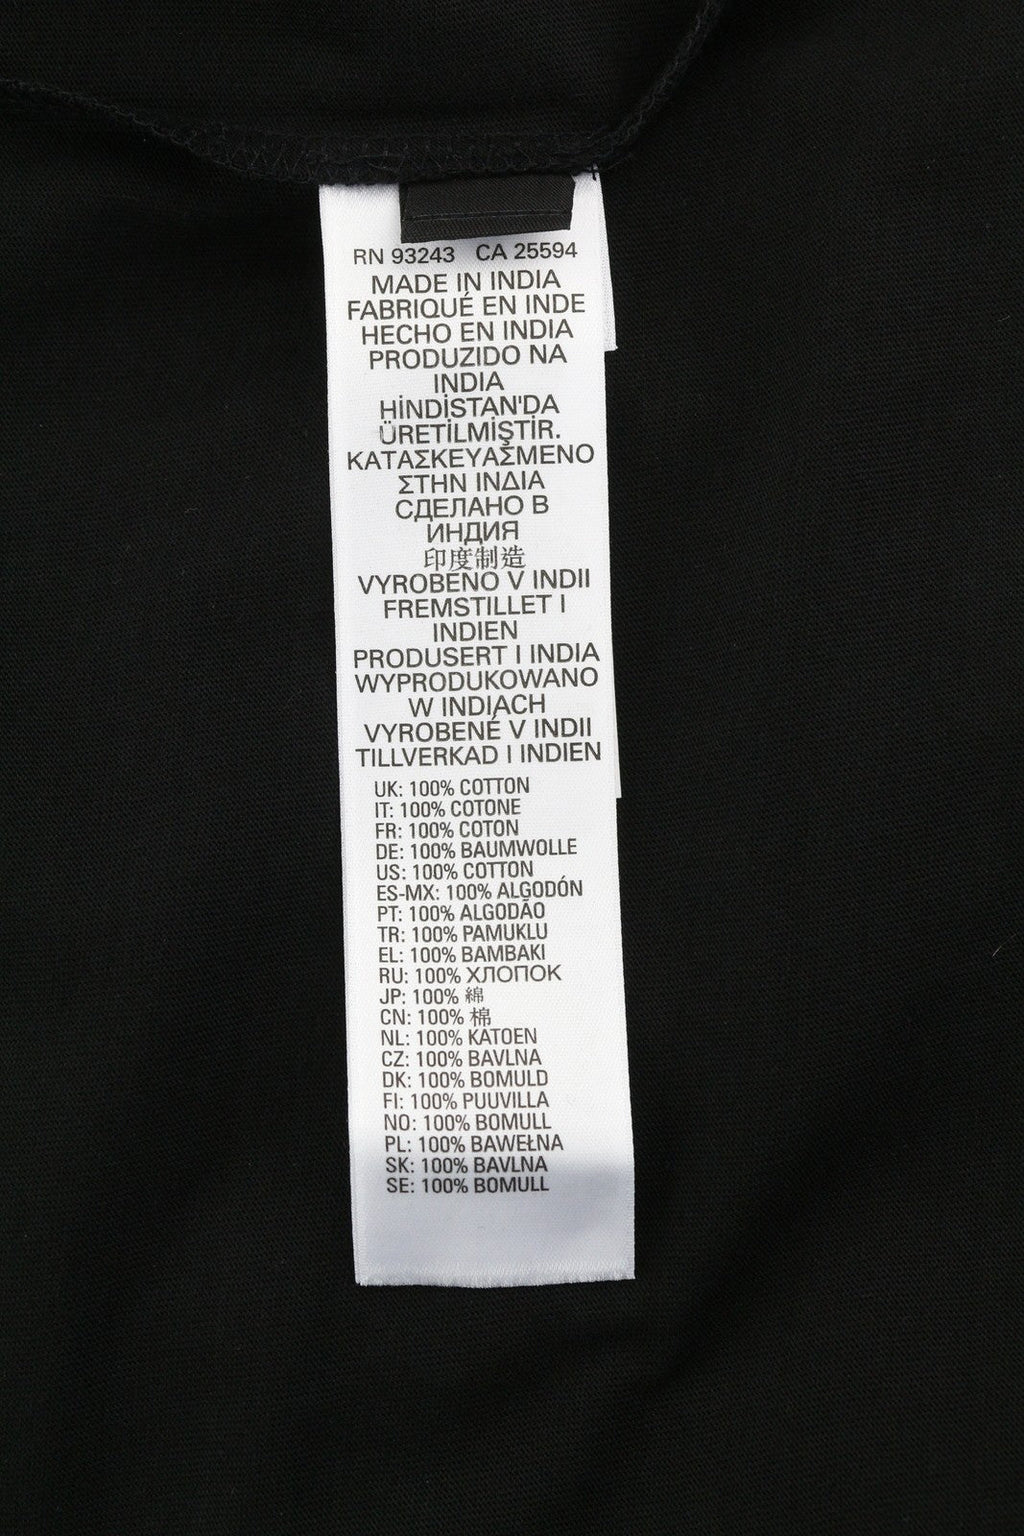 RN 93243 CA 25594
MADE IN INDIA
FABRIQUÉ EN INDE
HECHO EN INDIA
PRODUZIDO NA
INDIA
HİNDİSTAN'DA
ÜRETİLMİŞTİR.
ΚΑΤΑΣΚΕΥΑΣΜΕΝΟ
ΣΤΗΝ ΙΝΔΙΑ
СДЕЛАНО В
ИНДИЯ
印度制造
VYROBENO V INDII
FREMSTILLET I
INDIEN
PRODUSERT I INDIA
WYPRODUKOWANO
W INDIACH
VYROBENÉ V INDII
TILLVERKAD I INDIEN
UK: 100% COTTON
IT: 100% COTONE
FR: 100% COTON
DE: 100% BAUMWOLLE
US: 100% COTTON
ES-MX: 100% ALGODÓN
PT: 100% ALGODÃO
TR: 100% PAMUKLU
EL: 100% ΒΑΜΒΑΚΙ
RU: 100% ХЛОПОК
JP: 100% 綿
CN: 100% 棉
NL: 100% KATOEN
CZ: 100% BAVLNA
DK: 100% BOMULD
FI: 100% PUUVILLA
NO: 100% BOMULL
PL: 100% BAWEŁNA
SK: 100% BAVLNA
SE: 100% BOMULL